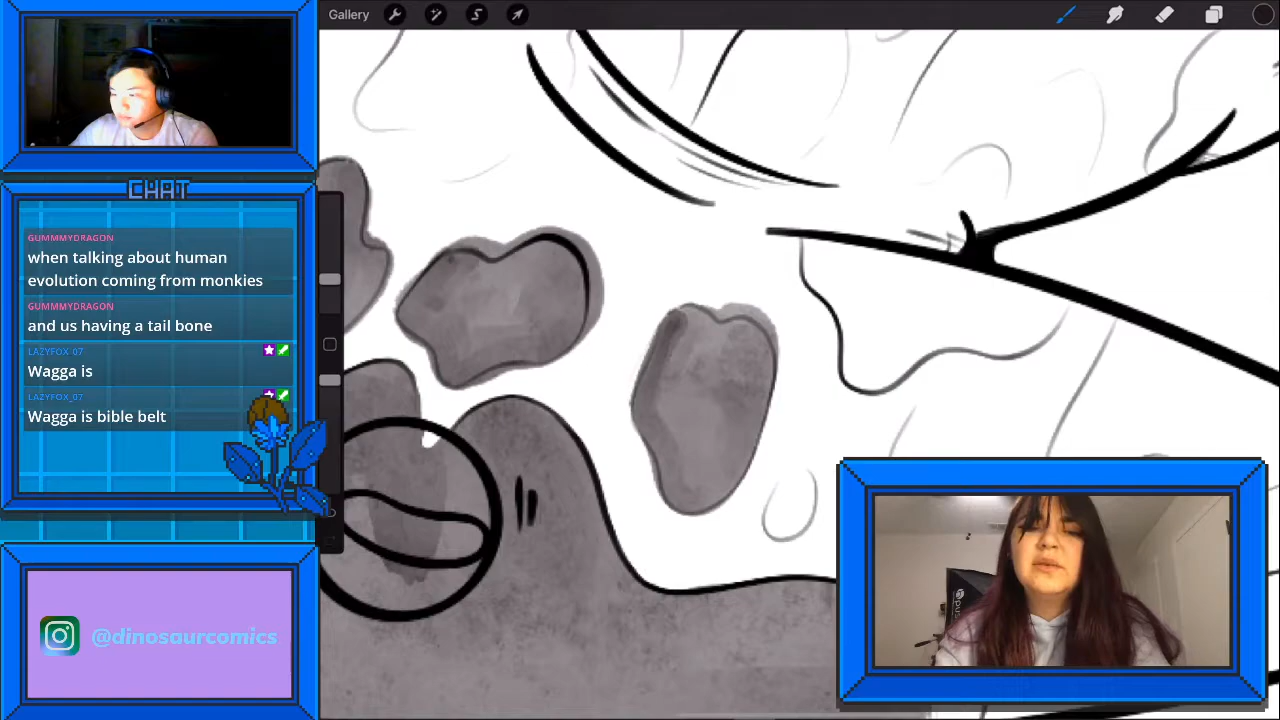 Gallery
CHAT
GUMMMYDRAGON
when talking about human
evolution coming from monkies
GUMMMYDRAGON
and us having a tail bone
LAZYFOX_07
Wagga is
LAZYFOX_07
Wagga is bible belt
@dinosaurcomics